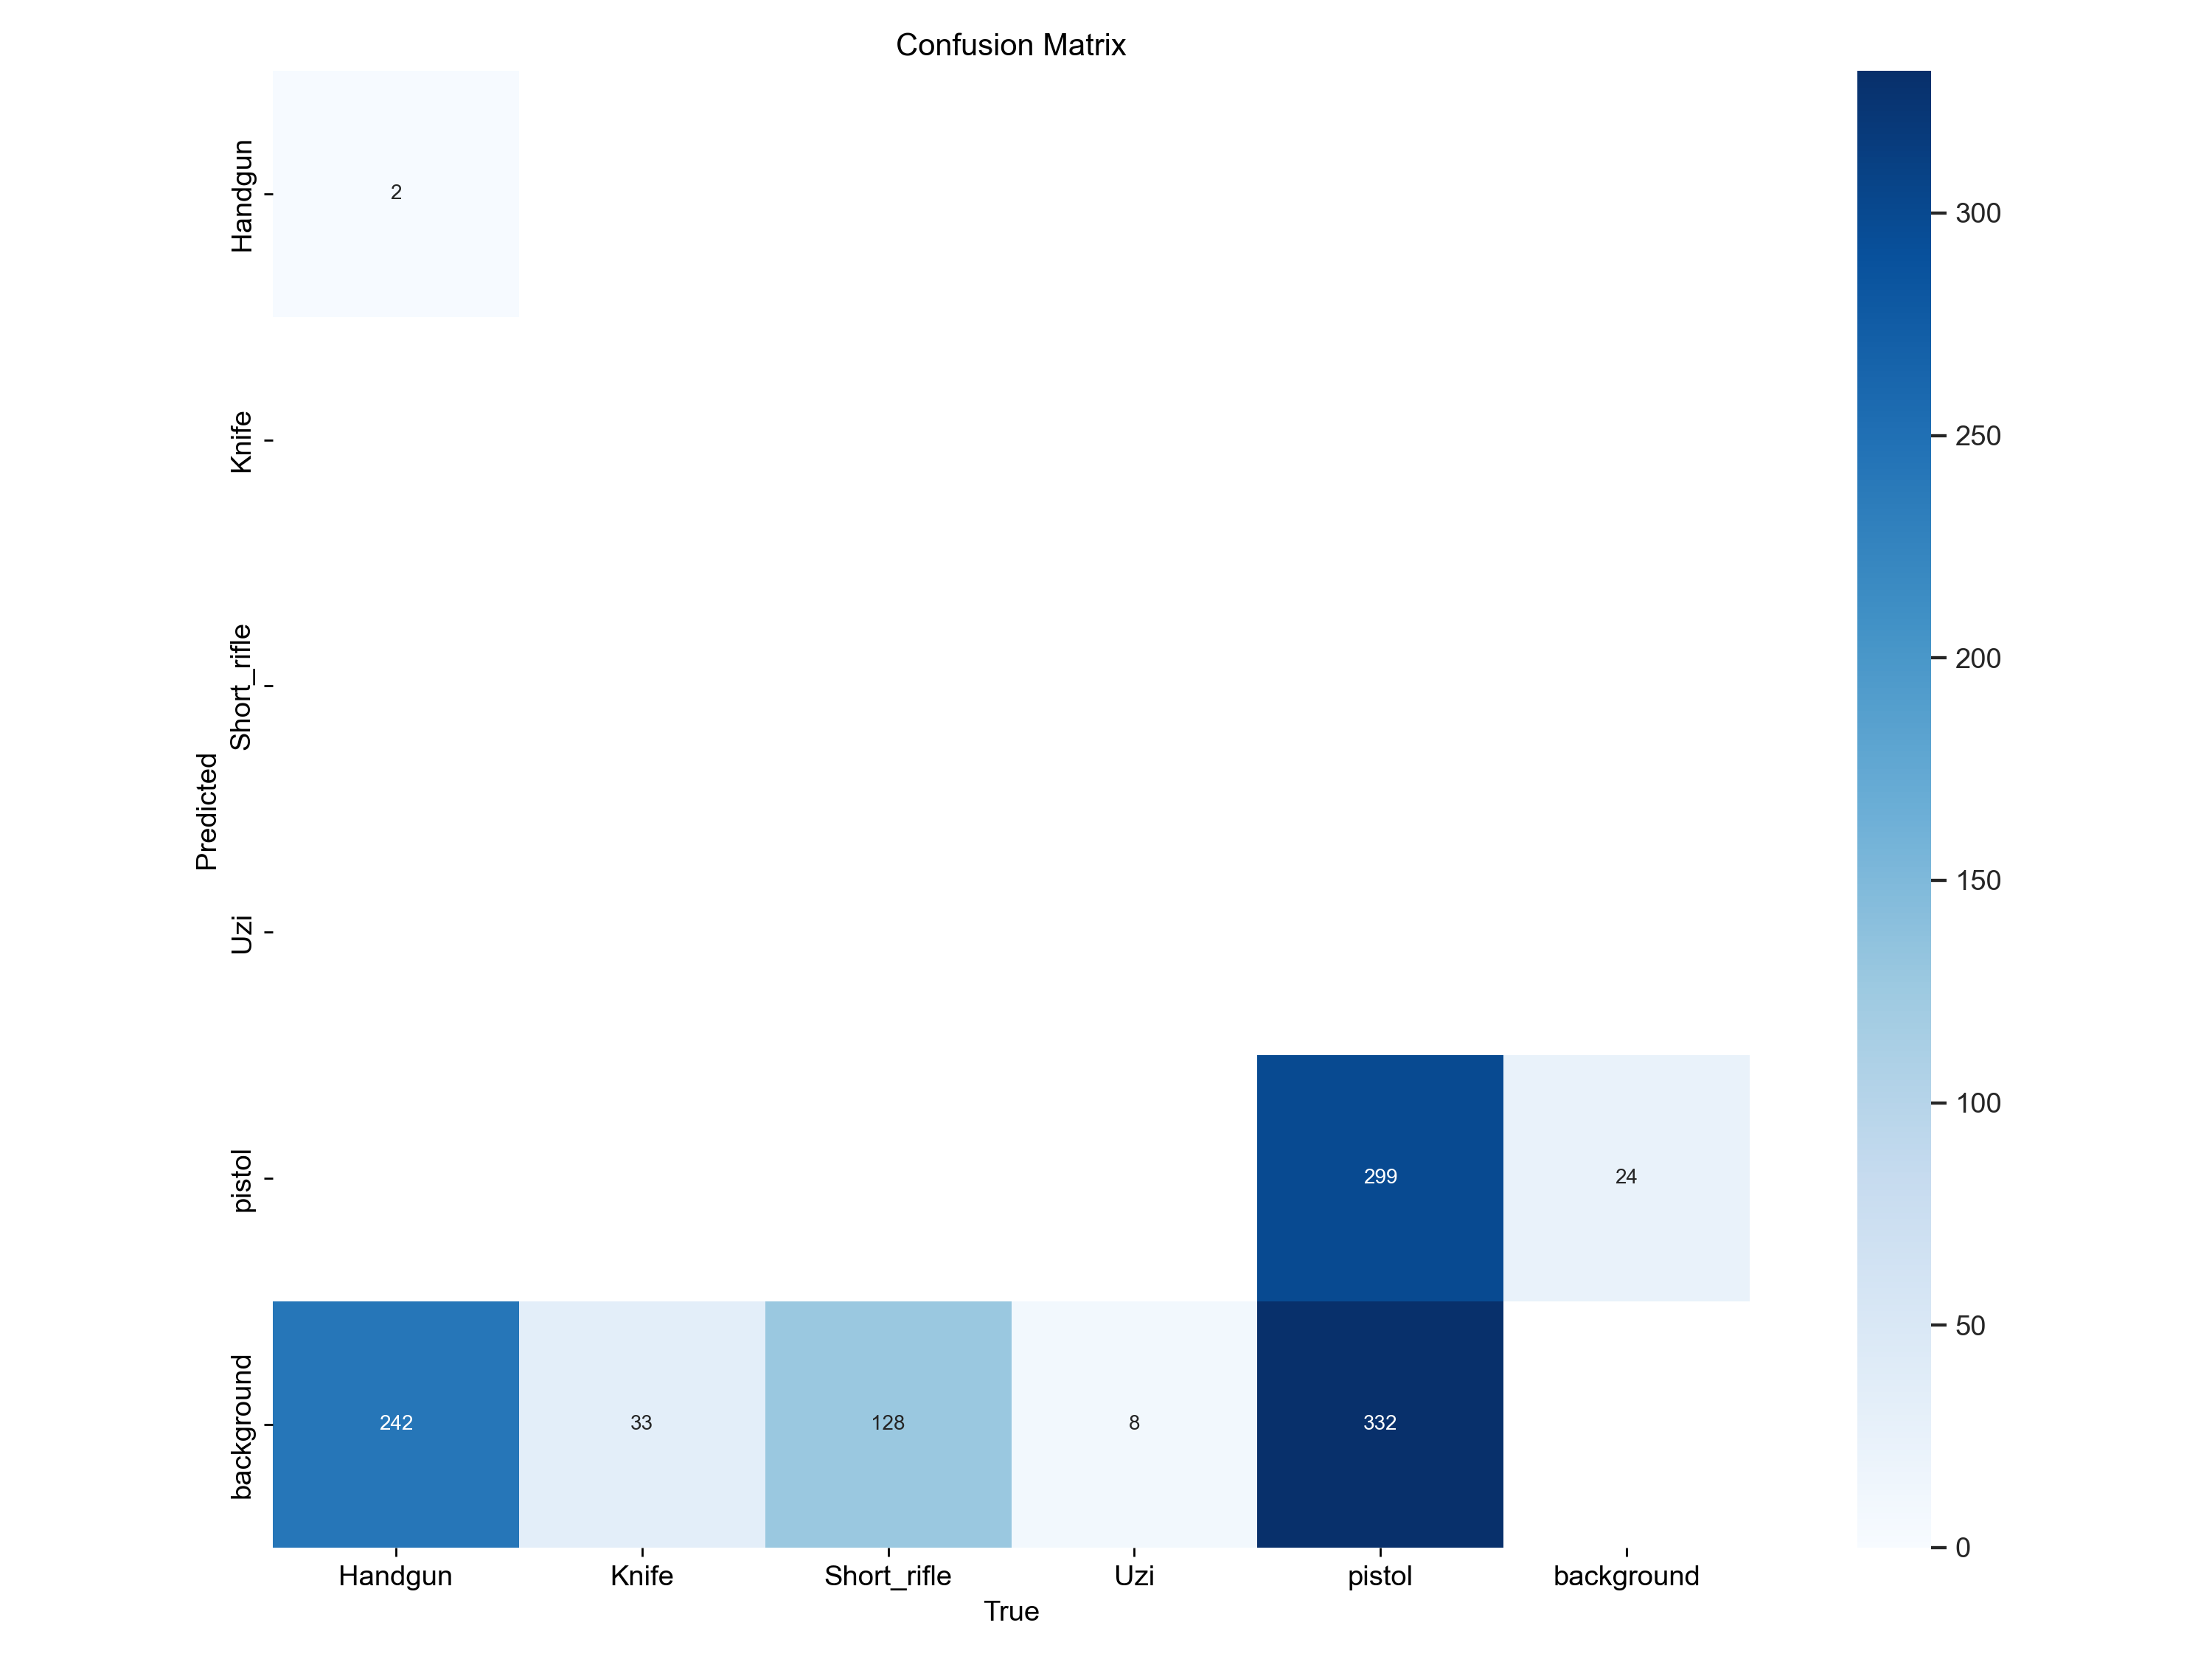 Confusion Matrix
Handgun
Knife
Short_rifle
Uzi
pistol
background
Predicted
2
299
24
242
33
128
8
332
Handgun
Knife
Short_rifle
Uzi
pistol
background
True
300
250
200
150
100
50
0